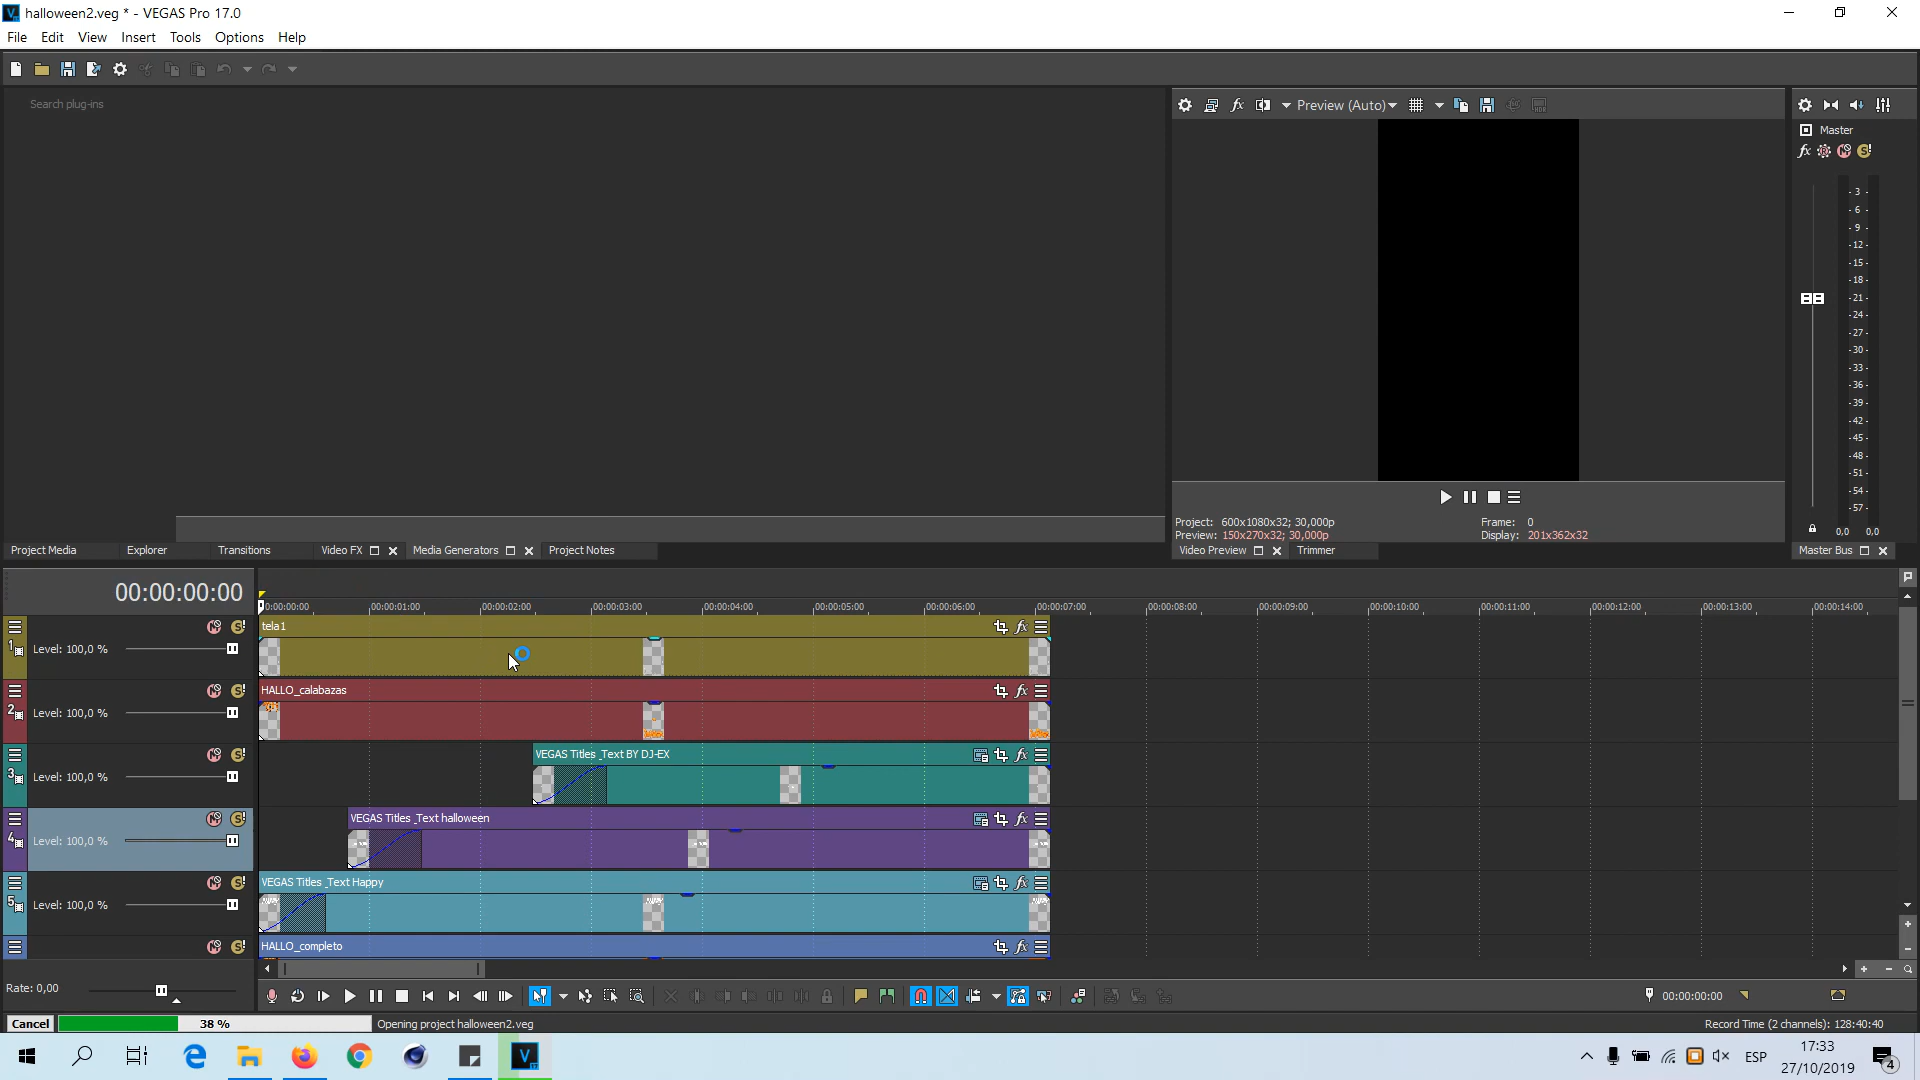 halloween2.veg * - VEGAS Pro 17.0
File Edit View Insert Tools Options Help
Search plug-ins
Preview (Auto)
Master
3
6
9
12
15
18
21
24
27
30
33
36
39
42
45
48
51
54
57
0,0 0,0
Project: 600x1080x32; 30,000p
Frame: 0
Preview: 150x270x32; 30,000p
Display: 201x362x32
Project Media Explorer Transitions Video FX Media Generators Project Notes
Video Preview Trimmer
Master Bus
00:00:00:00
0:00:00:00 00:00:01:00 00:00:02:00 00:00:03:00 00:00:04:00 00:00:05:00 00:00:06:00 00:00:07:00 00:00:08:00 00:00:09:00 00:00:10:00 00:00:11:00 00:00:12:00 00:00:13:00 00:00:14:00
tela1
1 Level: 100,0 %
HALLO_calabazas
2 Level: 100,0 %
VEGAS Titles _Text BY DJ-EX
3 Level: 100,0 %
VEGAS Titles _Text halloween
4 Level: 100,0 %
VEGAS Titles _Text Happy
5 Level: 100,0 %
HALLO_completo
Rate: 0,00
00:00:00:00
Cancel 38 % Opening project halloween2.veg
Record Time (2 channels): 128:40:40
ESP
17:33
27/10/2019
4